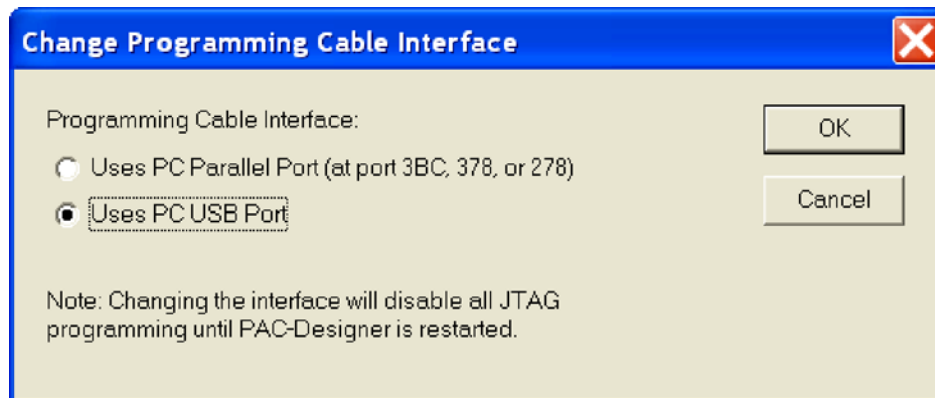 Change Programming Cable Interface
Programming Cable Interface:
Uses PC Parallel Port (at port 3BC, 378, or 278)
Uses PC USB Port
OK
Cancel
Note: Changing the interface will disable all JTAG
programming until PAC-Designer is restarted.